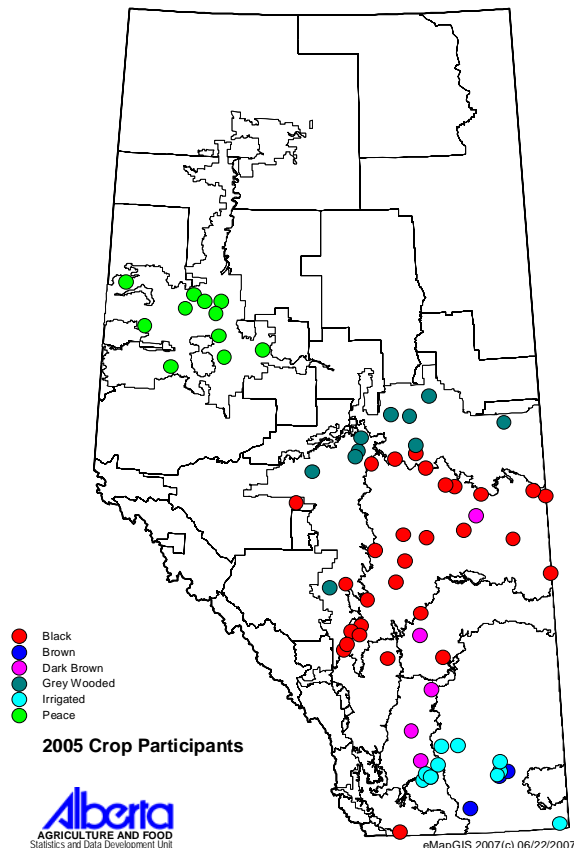 Black
Brown
Dark Brown
Grey Wooded
Irrigated
Peace
2005 Crop Participants
Alberta
AGRICULTURE AND FOOD
Statistics and Data Development Unit
eMapGIS 2007(c) 06/22/2007